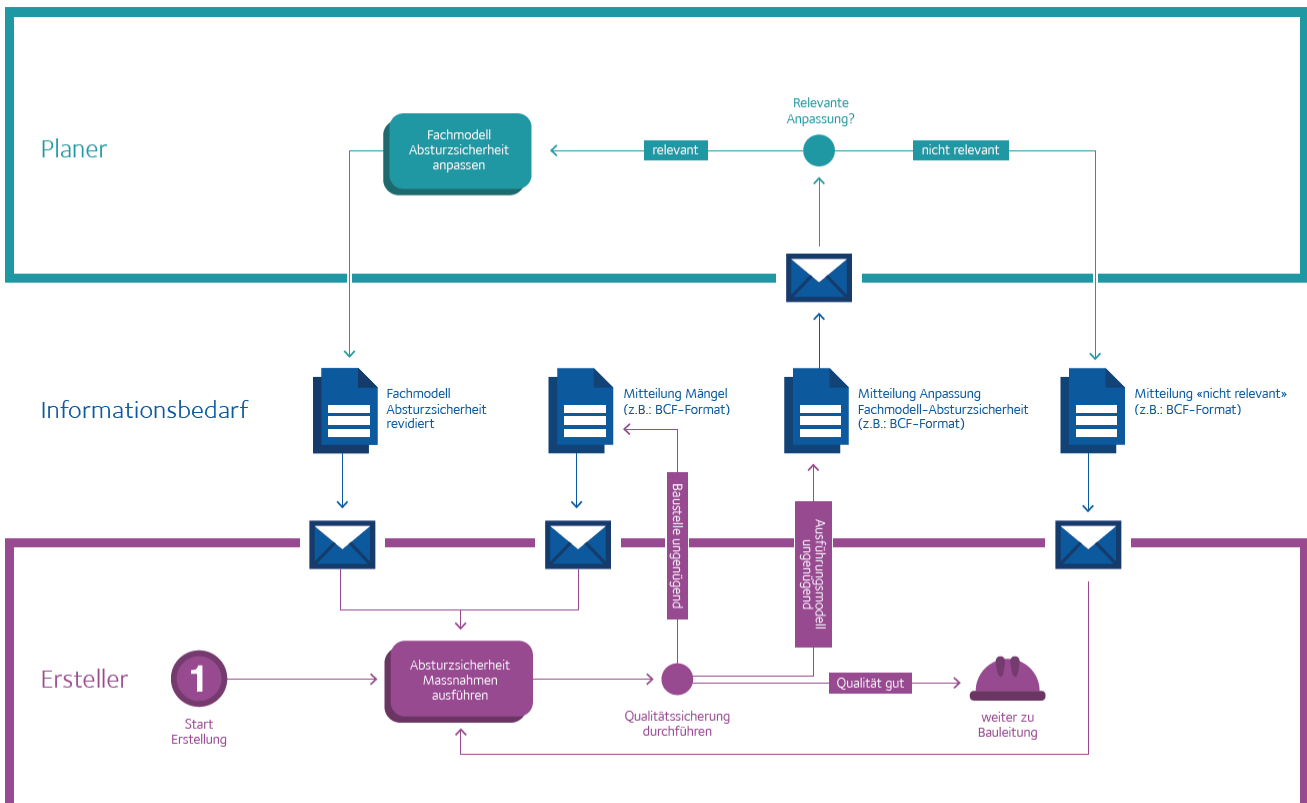 Relevante
Anpassung?
Planer
Fachmodell
Absturzsicherheit
anpassen
relevant
nicht relevant
Informationsbedarf
Fachmodell
Absturzsicherheit
revidiert
Mitteilung Mängel
(z.B.: BCF-Format)
Mitteilung Anpassung
Fachmodell-Absturzsicherheit
(z.B.: BCF-Format)
Mitteilung «nicht relevant»
(z.B.: BCF-Format)
Baustelle ungenügend
Ausführungsmodell
ungenügend
Ersteller
1
Start
Erstellung
Absturzsicherheit
Massnahmen
ausführen
Qualitätssicherung
durchführen
Qualität gut
weiter zu
Bauleitung